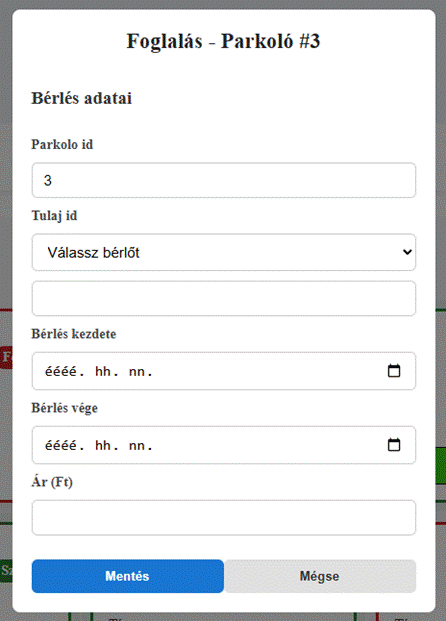 Foglalás - Parkoló #3
Bérlés adatai
Parkolo id
3
Tulaj id
Válassz bérlőt
Bérlés kezdete
éééé. hh. nn.
Bérlés vége
éééé. hh. nn.
Ár (Ft)
Mentés
Mégse